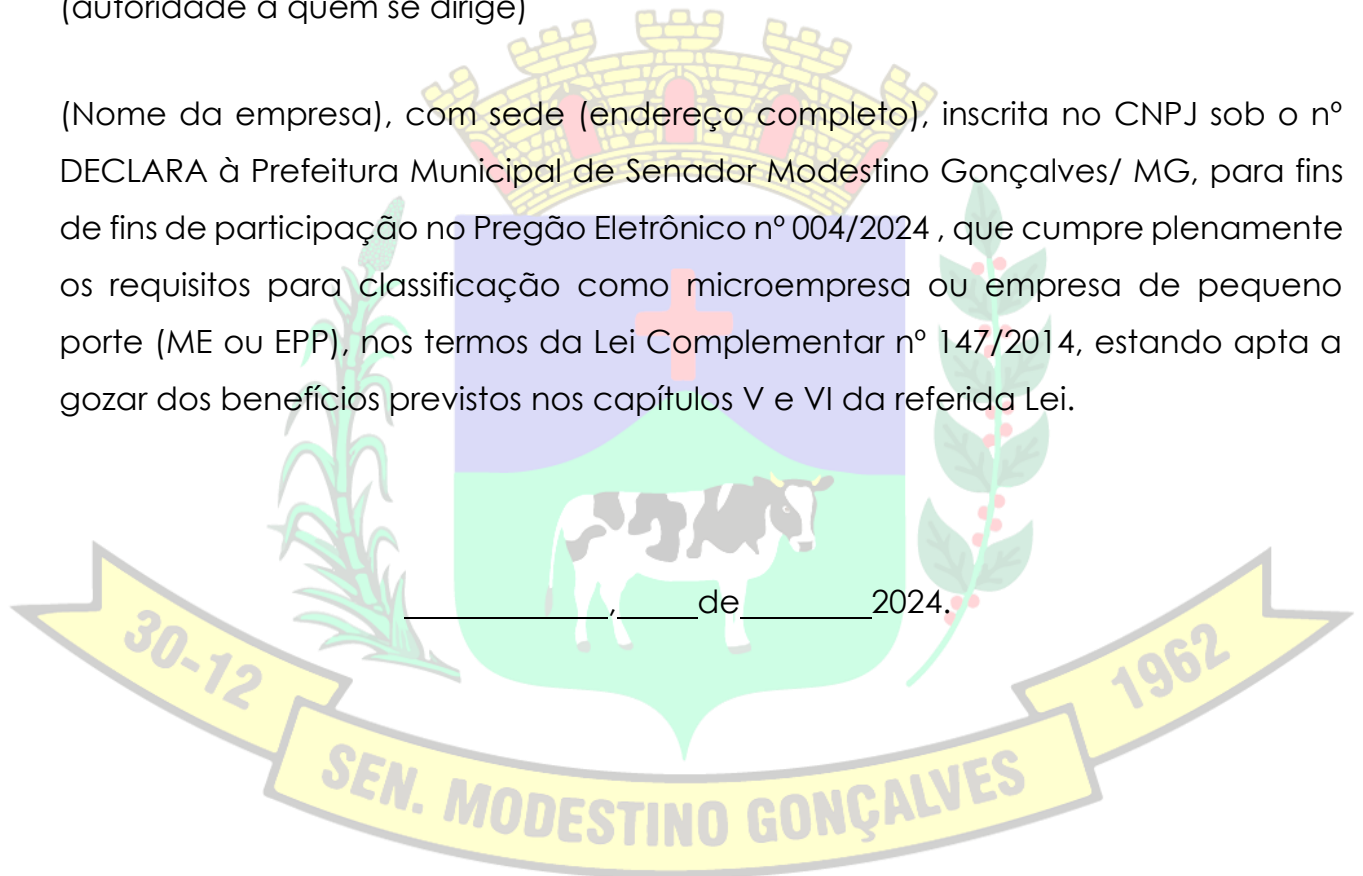 (autoridade a quem se dirige)
(Nome da empresa), com sede (endereço completo), inscrita no CNPJ sob o nº
DECLARA à Prefeitura Municipal de Senador Modestino Gonçalves/ MG, para fins
de fins de participação no Pregão Eletrônico nº 004/2024 , que cumpre plenamente
os requisitos para classificação como microempresa ou empresa de pequeno
porte (ME ou EPP), nos termos da Lei Complementar nº 147/2014, estando apta a
gozar dos benefícios previstos nos capítulos V e VI da referida Lei.
____________,_____de________2024.
30-12
1962
SEN. MODESTINO GONÇALVES